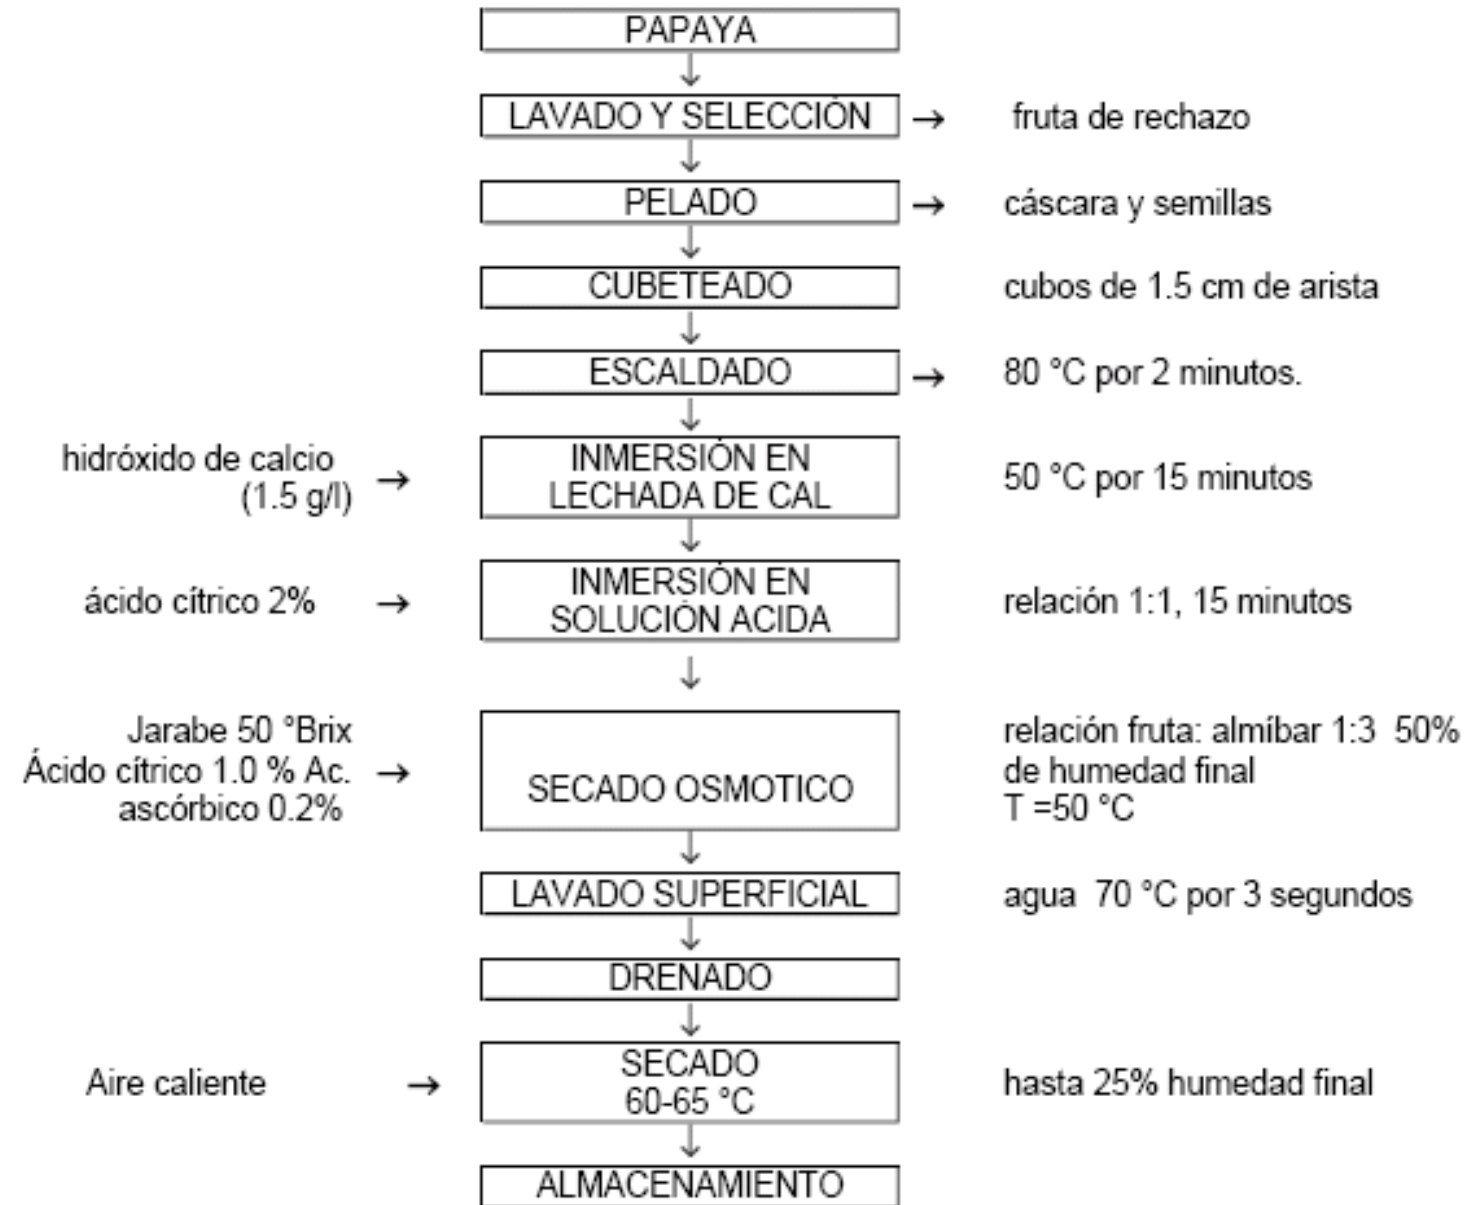 PAPAYA
↓
LAVADO Y SELECCIÓN → fruta de rechazo
↓
PELADO → cáscara y semillas
↓
CUBETEADO cubos de 1.5 cm de arista
↓
ESCALDADO → 80 °C por 2 minutos.
↓
hidróxido de calcio
(1.5 g/l) →
INMERSIÓN EN
LECHADA DE CAL
50 °C por 15 minutos
↓
ácido cítrico 2% →
INMERSIÓN EN
SOLUCIÓN ACIDA
relación 1:1, 15 minutos
↓
Jarabe 50 °Brix
Ácido cítrico 1.0 % Ac. →
ascórbico 0.2%
SECADO OSMOTICO
relación fruta: almíbar 1:3 50%
de humedad final
T =50 °C
↓
LAVADO SUPERFICIAL agua 70 °C por 3 segundos
↓
DRENADO
↓
Aire caliente →
SECADO
60-65 °C
hasta 25% humedad final
↓
ALMACENAMIENTO